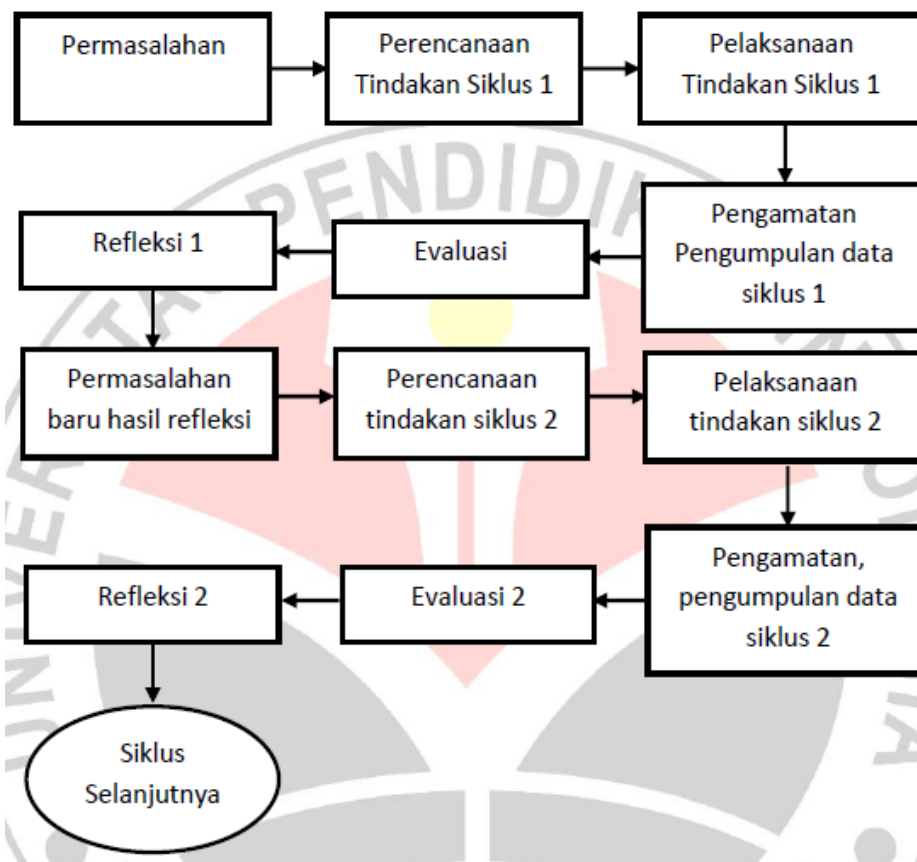 Permasalahan
Perencanaan
Tindakan Siklus 1
Pelaksanaan
Tindakan Siklus 1
Pengamatan
Pengumpulan data
siklus 1
Evaluasi
Refleksi 1
Permasalahan
baru hasil refleksi
Perencanaan
tindakan siklus 2
Pelaksanaan
tindakan siklus 2
Pengamatan,
pengumpulan data
siklus 2
Evaluasi 2
Refleksi 2
Siklus
Selanjutnya